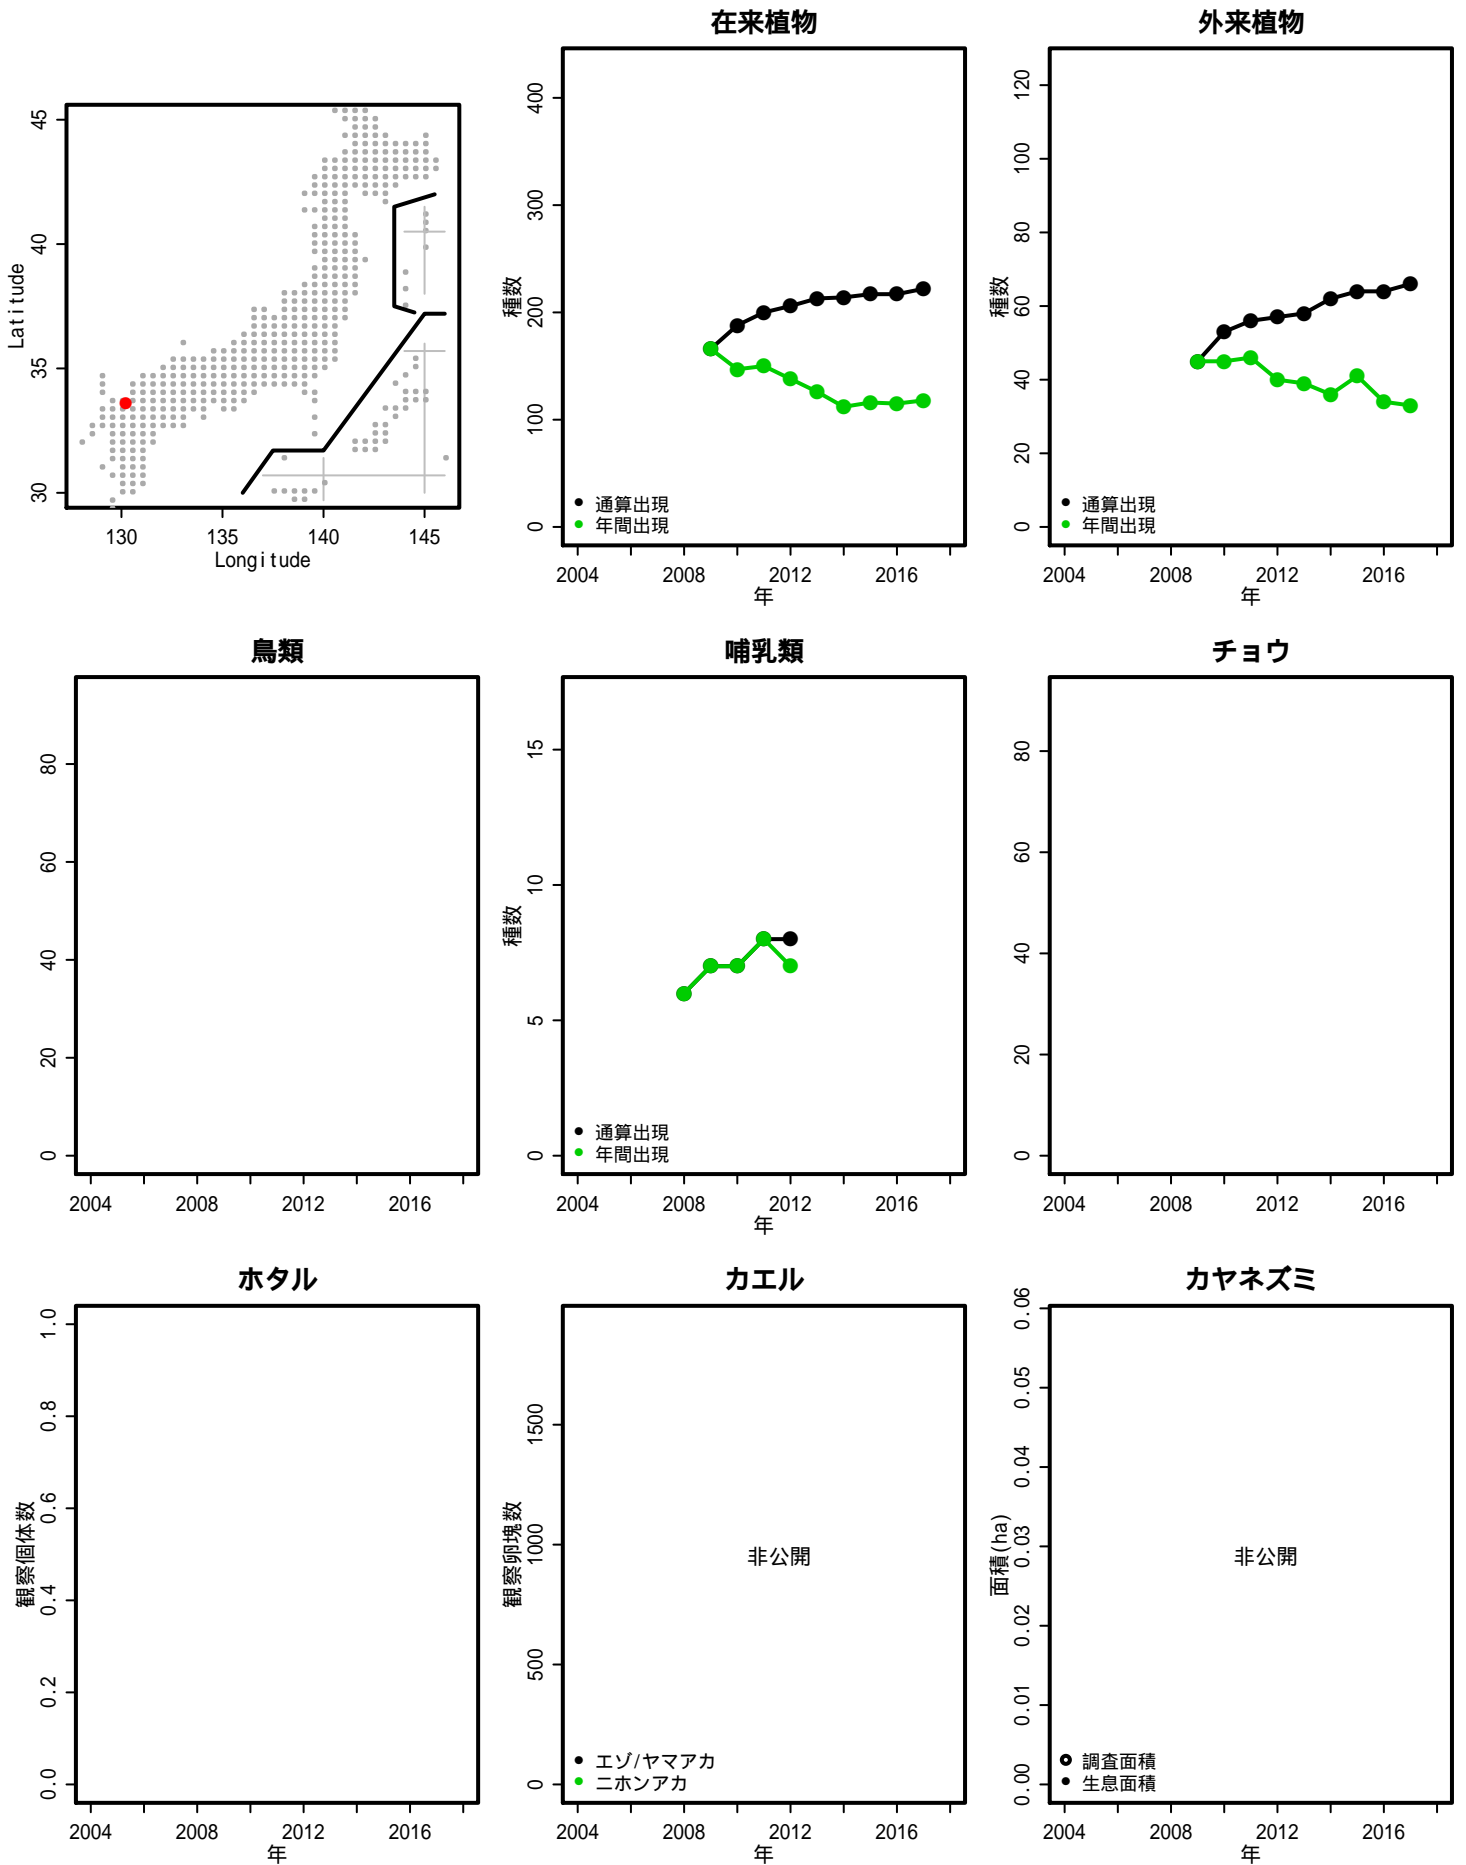 在来植物
外来植物
45
40
35
30
Latitude
130
135
140
145
Longitude
400
300
200
100
0
種数
通算出現
年間出現
2004
2008
2012
2016
年
120
100
80
60
40
20
0
種数
通算出現
年間出現
2004
2008
2012
2016
年
鳥類
哺乳類
チョウ
80
60
40
20
0
2004
2008
2012
2016
15
10
5
0
種数
通算出現
年間出現
2004
2008
2012
2016
年
80
60
40
20
0
2004
2008
2012
2016
ホタル
カエル
カヤネズミ
1.0
0.8
0.6
0.4
0.2
0.0
観察個体数
2004
2008
2012
2016
年
1500
1000
500
0
観察卵塊数
非公開
エゾ/ヤマアカ
ニホンアカ
2004
2008
2012
2016
年
0.06
0.05
0.04
0.03
0.02
0.01
0.00
面積(ha)
非公開
調査面積
生息面積
2004
2008
2012
2016
年